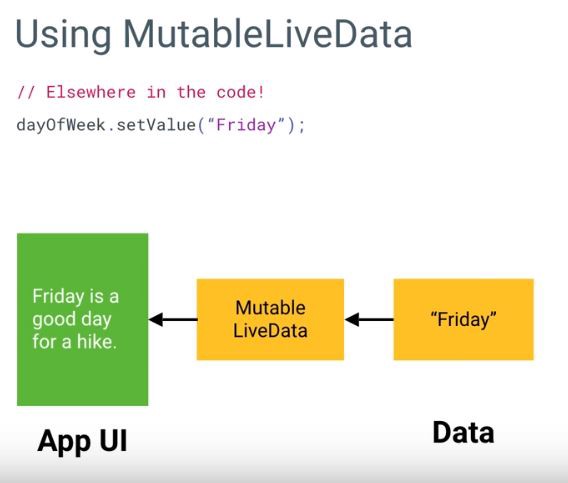 Using MutableLiveData
// Elsewhere in the code!
dayOfWeek.setValue(“Friday”);
Friday is a
good day
for a hike.
Mutable
LiveData
“Friday”
App UI
Data